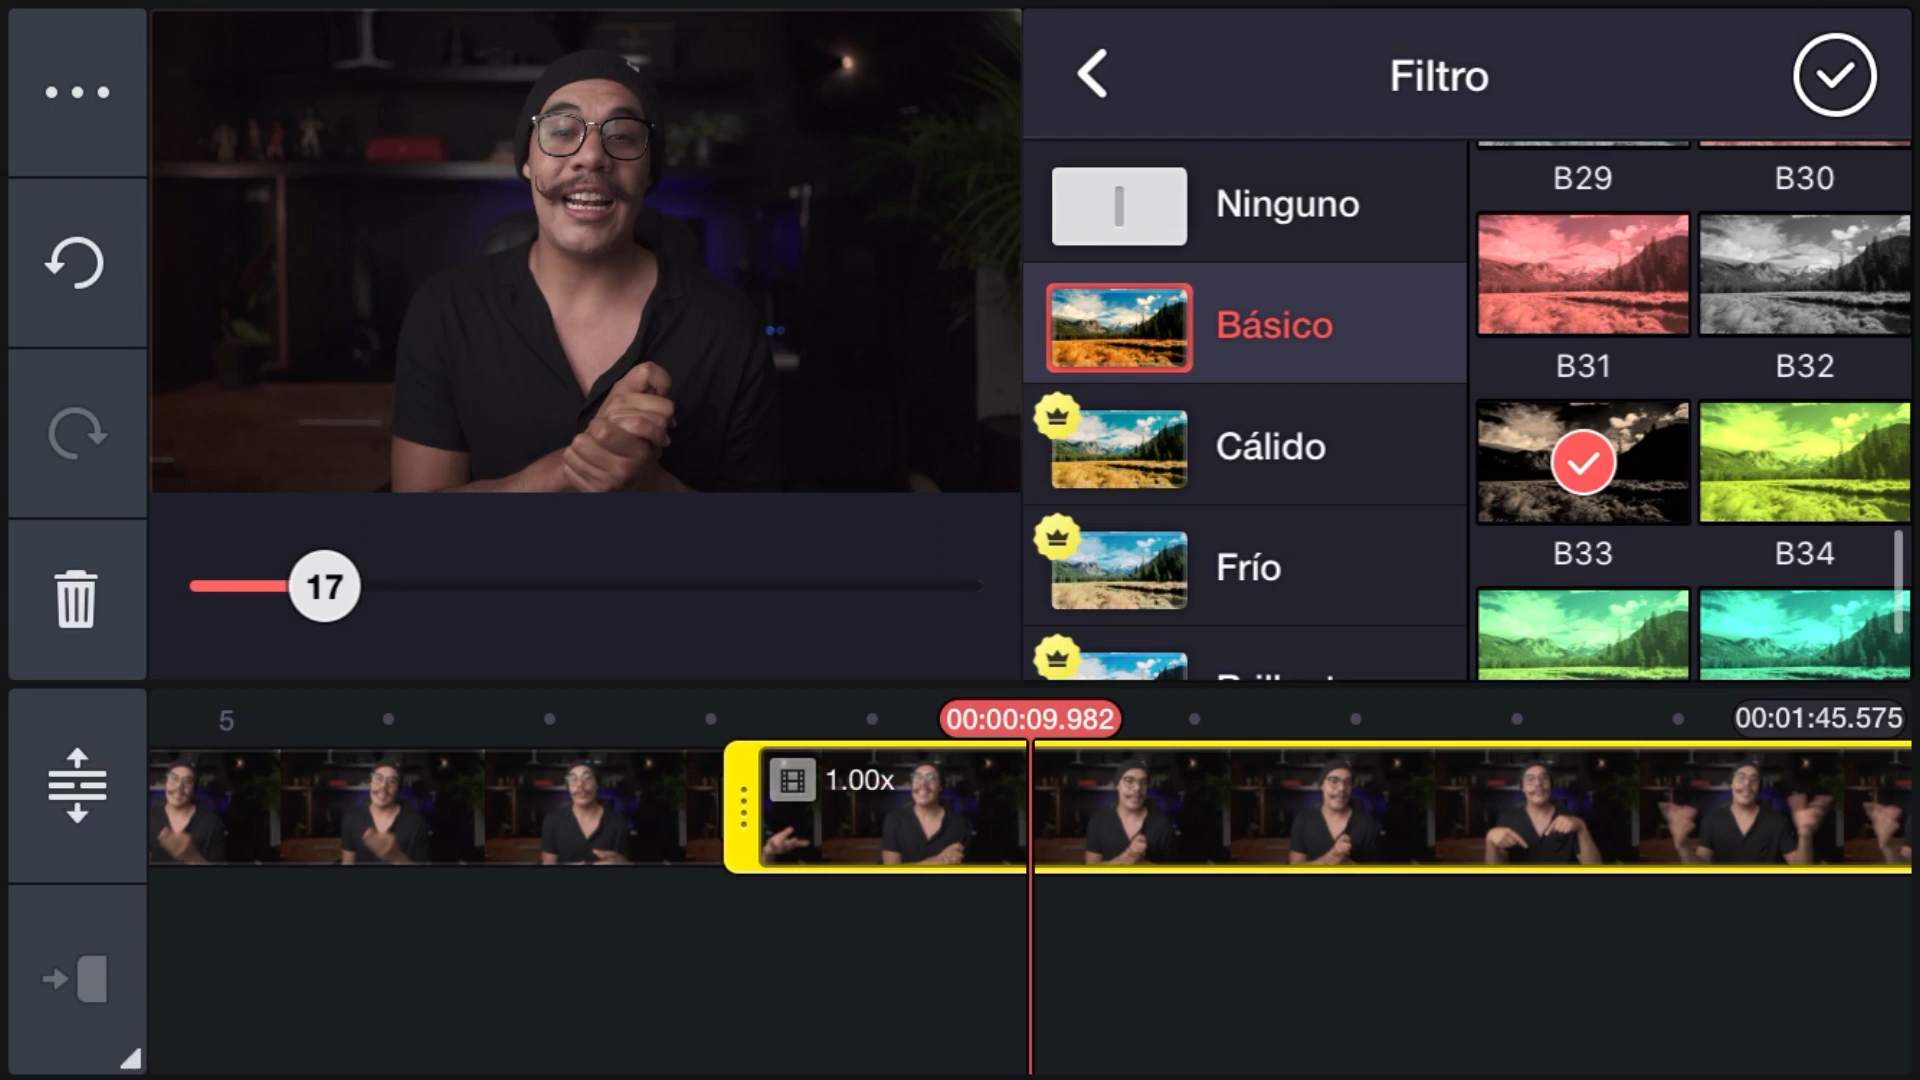 Filtro
Ninguno
Básico
Cálido
Frío
B29
B30
B31
B32
B33
B34
17
5
00:00:09.982
00:01:45.575
1.00x